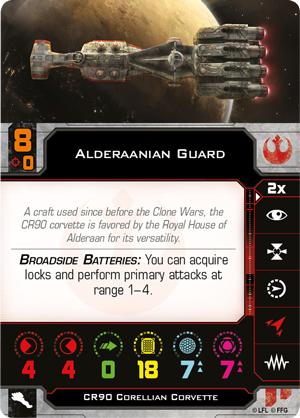 8
0
Alderaanian Guard
2x
A craft used since before the Clone Wars, the
CR90 corvette is favored by the Royal House of
Alderaan for its versatility.
Broadside Batteries: You can acquire
locks and perform primary attacks at
range 1–4.
4 4 0 18 7 7
CR90 Corellian Corvette
© LFL © FFG